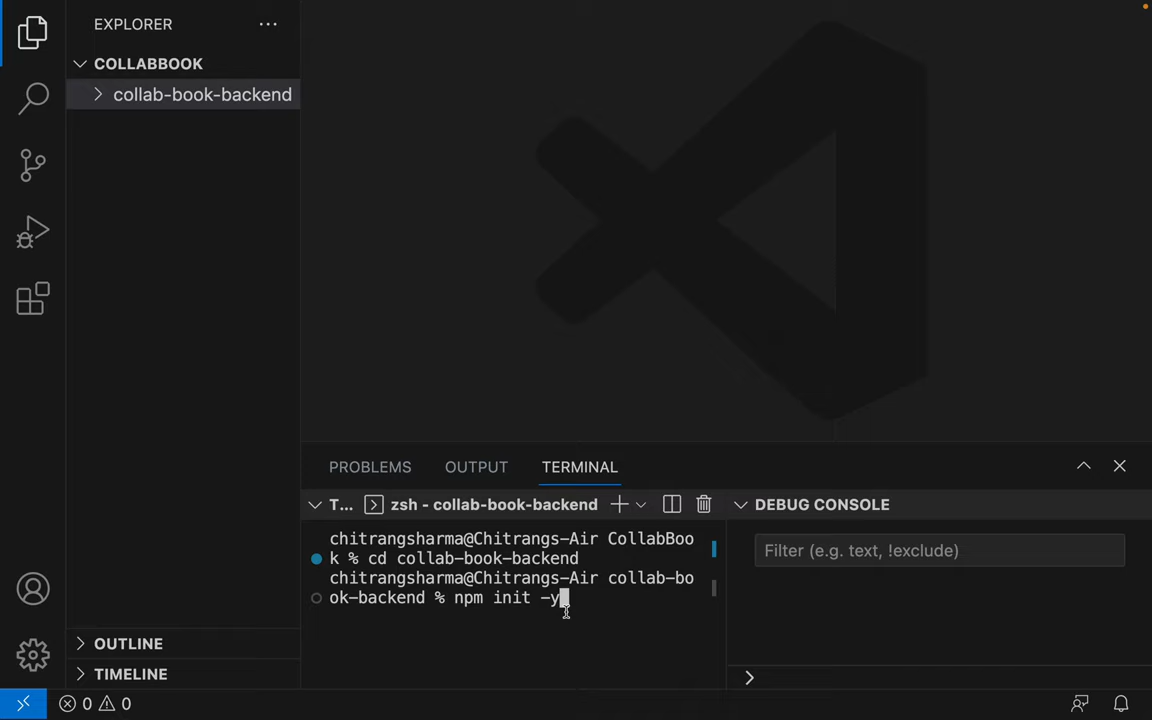 EXPLORER
COLLABBOOK
collab-book-backend
PROBLEMS OUTPUT TERMINAL
T... zsh - collab-book-backend
DEBUG CONSOLE
chitrangsharma@Chitrangs-Air CollabBoo
k % cd collab-book-backend
chitrangsharma@Chitrangs-Air collab-bo
ok-backend % npm init -y
Filter (e.g. text, !exclude)
OUTLINE
TIMELINE
0 0